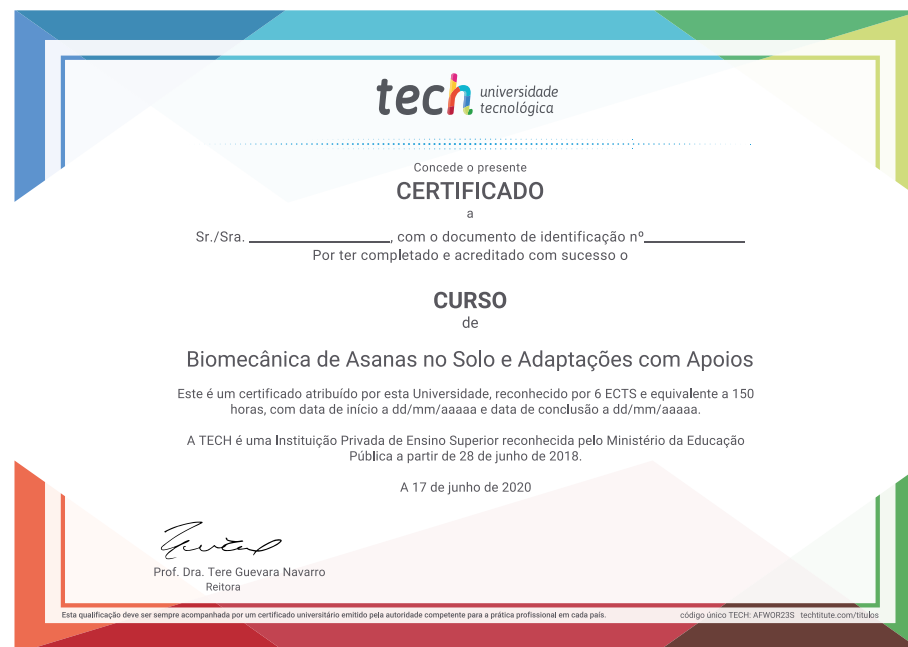 tech universidade
tecnológica
Concede o presente
CERTIFICADO
a
Sr./Sra. ________________, com o documento de identificação nº____________
Por ter completado e acreditado com sucesso o
CURSO
de
Biomecânica de Asanas no Solo e Adaptações com Apoios
Este é um certificado atribuído por esta Universidade, reconhecido por 6 ECTS e equivalente a 150
horas, com data de início a dd/mm/aaaaa e data de conclusão a dd/mm/aaaaa.
A TECH é uma Instituição Privada de Ensino Superior reconhecida pelo Ministério da Educação
Pública a partir de 28 de junho de 2018.
A 17 de junho de 2020
Prof. Dra. Tere Guevara Navarro
Reitora
Esta qualificação deve ser sempre acompanhada por um certificado universitário emitido pela autoridade competente para a prática profissional em cada país. código único TECH: AFWOR23S techtitute.com/titulos